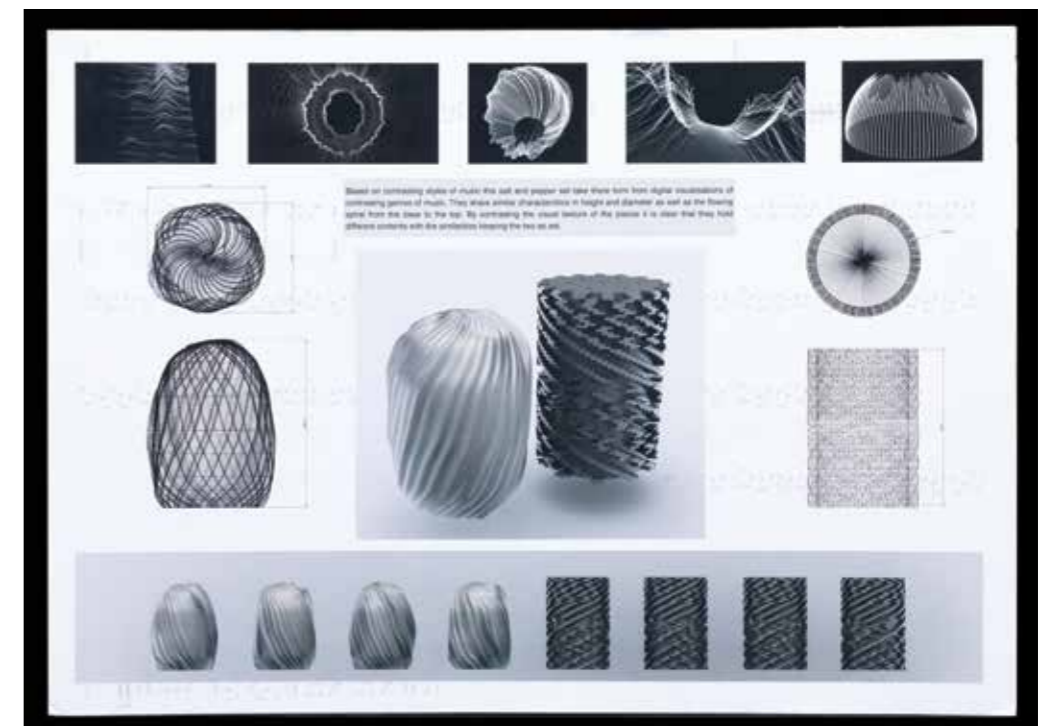 Based on contrasting styles of music this salt and pepper set take there form from digital visualisations of
contrasting genres of music. They share similar characteristics in height and diameter as well as the flowing
spiral from the base to the top. By contrasting the visual texture of the pieces it is clear that they hold
different contents with the similarities keeping the two as set.